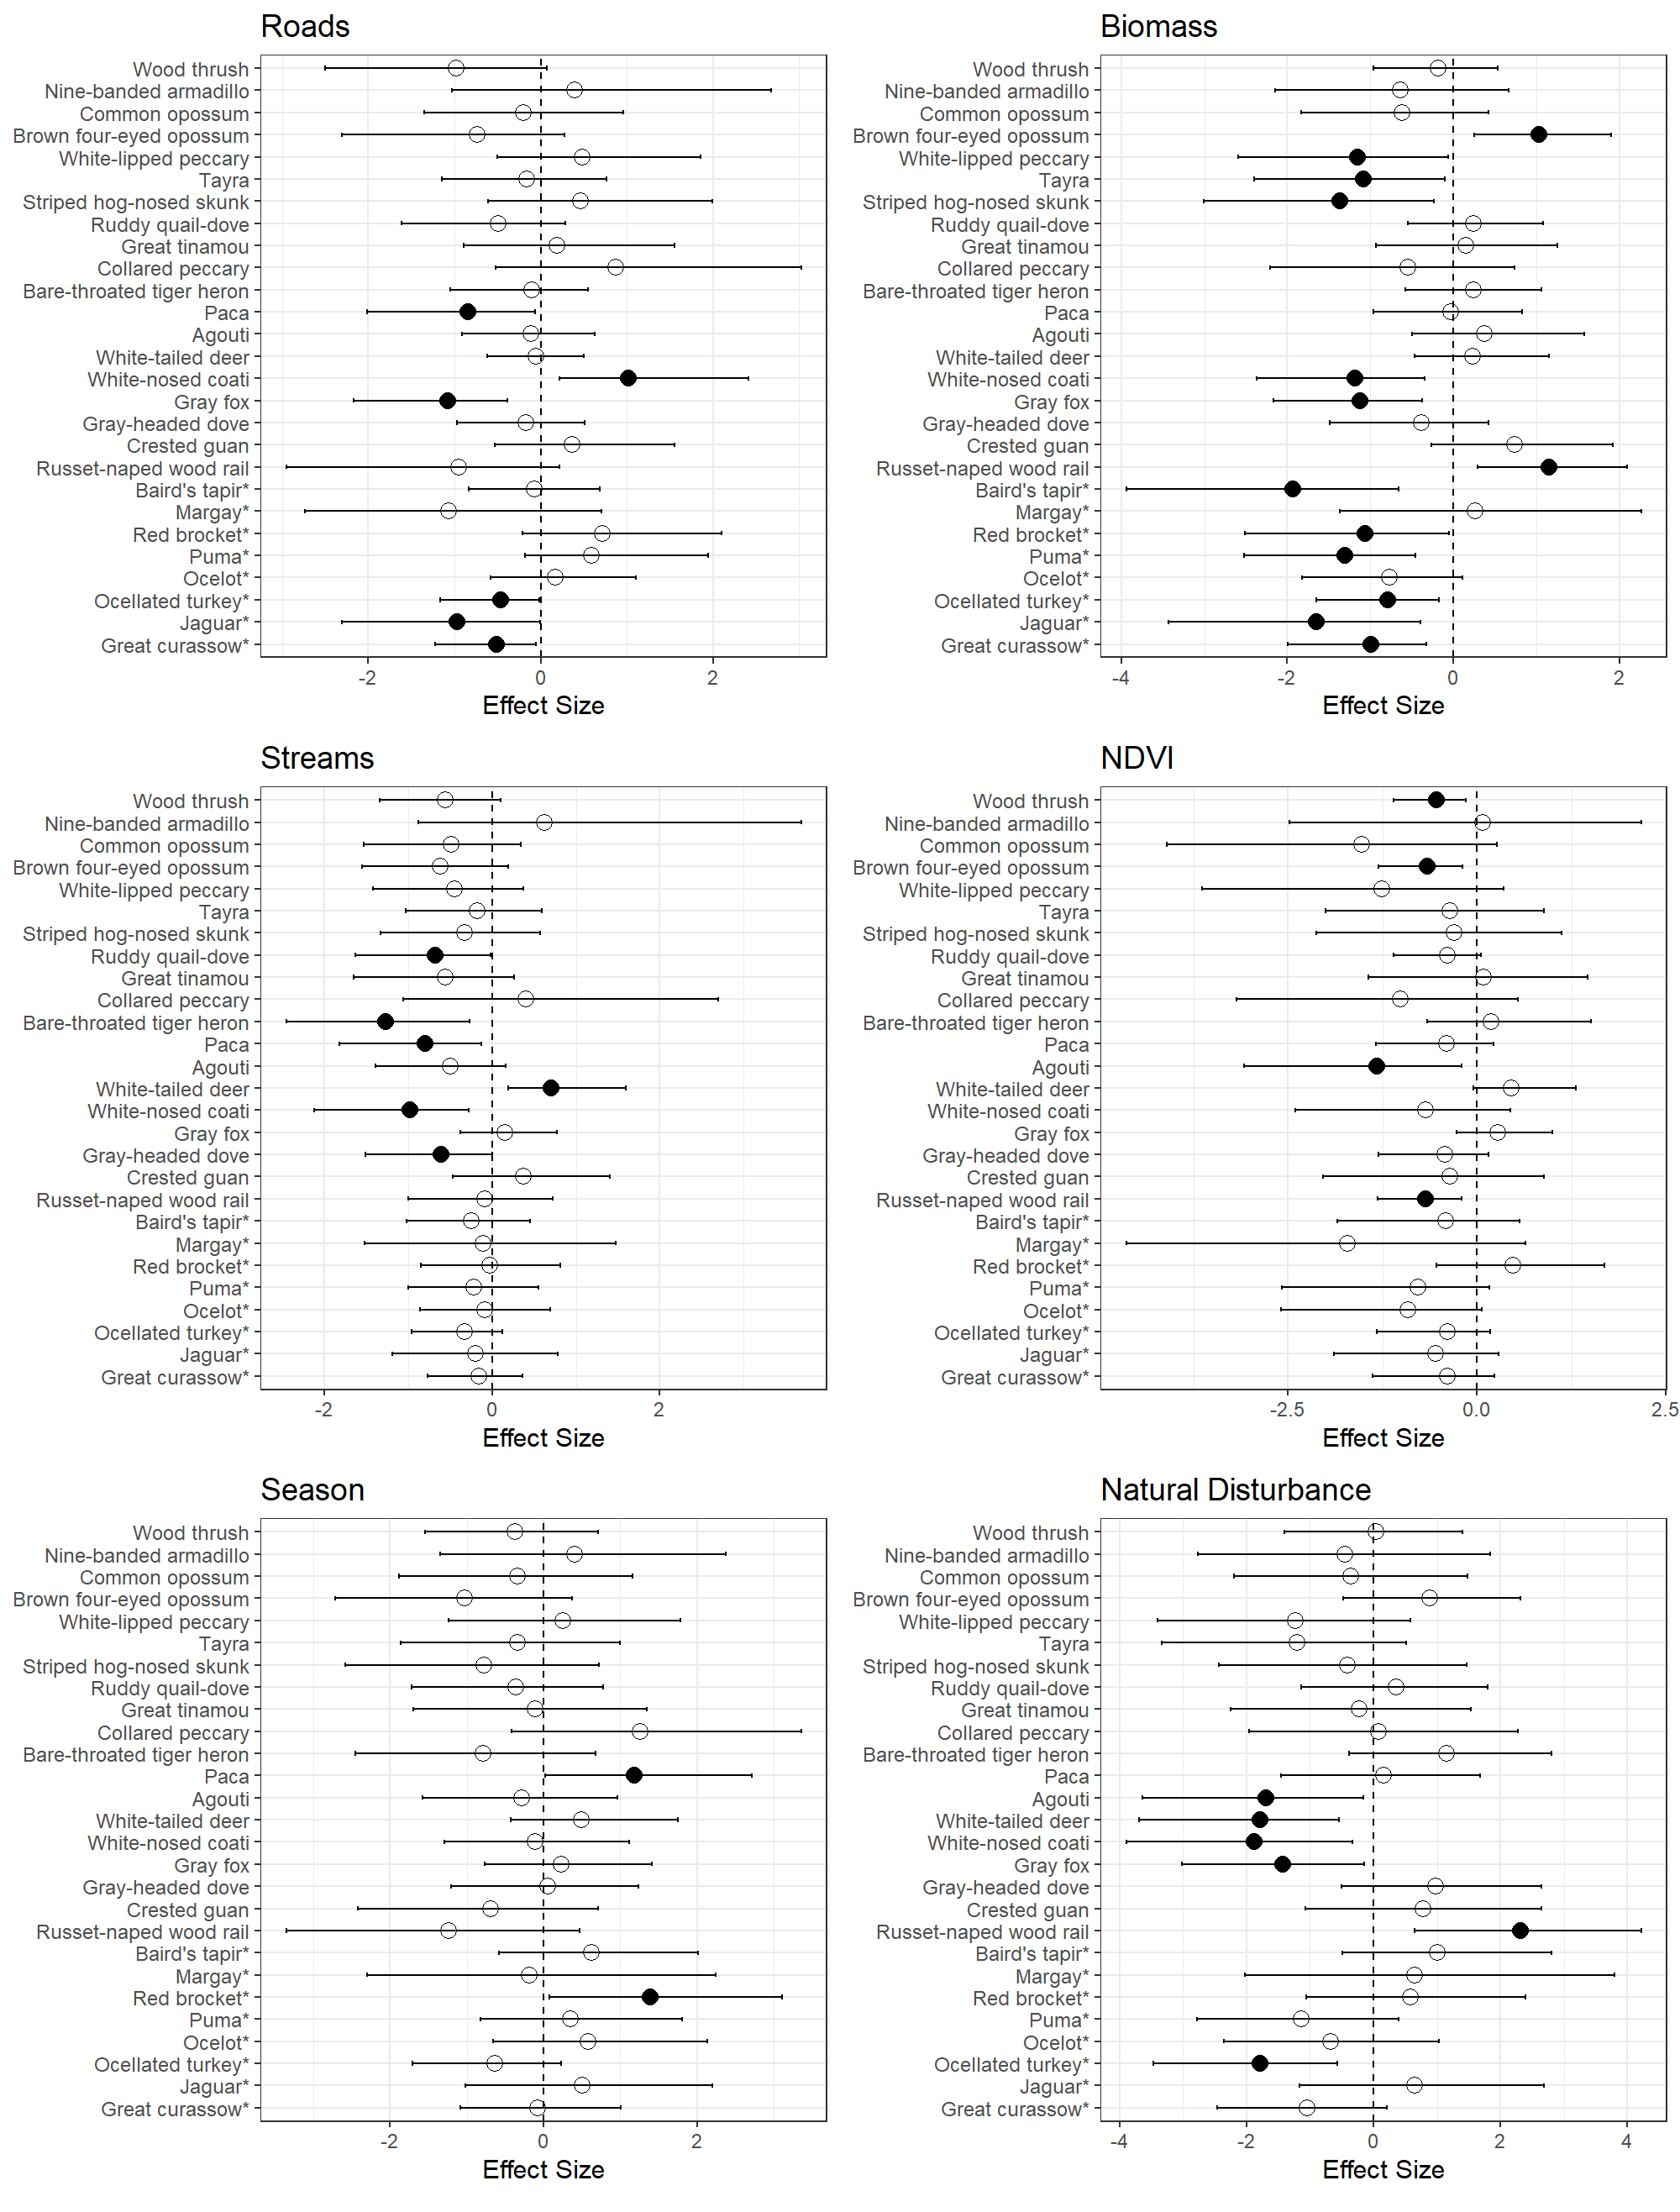 Roads
Wood thrush
Nine-banded armadillo
Common opossum
Brown four-eyed opossum
White-lipped peccary
Tayra
Striped hog-nosed skunk
Ruddy quail-dove
Great tinamou
Collared peccary
Bare-throated tiger heron
Paca
Agouti
White-tailed deer
White-nosed coati
Gray fox
Gray-headed dove
Crested guan
Russet-naped wood rail
Baird's tapir*
Margay*
Red brocket*
Puma*
Ocelot*
Ocellated turkey*
Jaguar*
Great curassow*
-2 0 2
Effect Size
Biomass
Wood thrush
Nine-banded armadillo
Common opossum
Brown four-eyed opossum
White-lipped peccary
Tayra
Striped hog-nosed skunk
Ruddy quail-dove
Great tinamou
Collared peccary
Bare-throated tiger heron
Paca
Agouti
White-tailed deer
White-nosed coati
Gray fox
Gray-headed dove
Crested guan
Russet-naped wood rail
Baird's tapir*
Margay*
Red brocket*
Puma*
Ocelot*
Ocellated turkey*
Jaguar*
Great curassow*
-4 -2 0 2
Effect Size
Streams
Wood thrush
Nine-banded armadillo
Common opossum
Brown four-eyed opossum
White-lipped peccary
Tayra
Striped hog-nosed skunk
Ruddy quail-dove
Great tinamou
Collared peccary
Bare-throated tiger heron
Paca
Agouti
White-tailed deer
White-nosed coati
Gray fox
Gray-headed dove
Crested guan
Russet-naped wood rail
Baird's tapir*
Margay*
Red brocket*
Puma*
Ocelot*
Ocellated turkey*
Jaguar*
Great curassow*
-2 0 2
Effect Size
NDVI
Wood thrush
Nine-banded armadillo
Common opossum
Brown four-eyed opossum
White-lipped peccary
Tayra
Striped hog-nosed skunk
Ruddy quail-dove
Great tinamou
Collared peccary
Bare-throated tiger heron
Paca
Agouti
White-tailed deer
White-nosed coati
Gray fox
Gray-headed dove
Crested guan
Russet-naped wood rail
Baird's tapir*
Margay*
Red brocket*
Puma*
Ocelot*
Ocellated turkey*
Jaguar*
Great curassow*
-2.5 0.0 2.5
Effect Size
Season
Wood thrush
Nine-banded armadillo
Common opossum
Brown four-eyed opossum
White-lipped peccary
Tayra
Striped hog-nosed skunk
Ruddy quail-dove
Great tinamou
Collared peccary
Bare-throated tiger heron
Paca
Agouti
White-tailed deer
White-nosed coati
Gray fox
Gray-headed dove
Crested guan
Russet-naped wood rail
Baird's tapir*
Margay*
Red brocket*
Puma*
Ocelot*
Ocellated turkey*
Jaguar*
Great curassow*
-2 0 2
Effect Size
Natural Disturbance
Wood thrush
Nine-banded armadillo
Common opossum
Brown four-eyed opossum
White-lipped peccary
Tayra
Striped hog-nosed skunk
Ruddy quail-dove
Great tinamou
Collared peccary
Bare-throated tiger heron
Paca
Agouti
White-tailed deer
White-nosed coati
Gray fox
Gray-headed dove
Crested guan
Russet-naped wood rail
Baird's tapir*
Margay*
Red brocket*
Puma*
Ocelot*
Ocellated turkey*
Jaguar*
Great curassow*
-4 -2 0 2 4
Effect Size